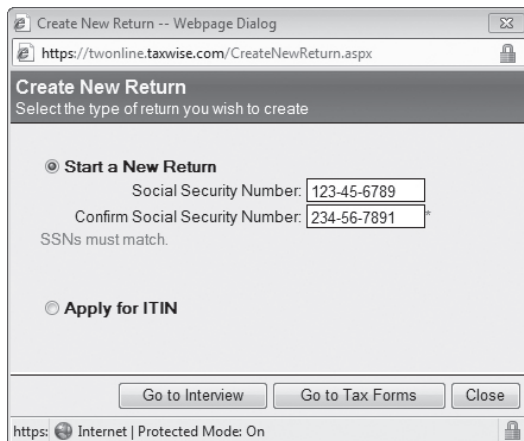 Create New Return -- Webpage Dialog
https://twonline.taxwise.com/CreateNewReturn.aspx
Create New Return
Select the type of return you wish to create
Start a New Return
Social Security Number: 123-45-6789
Confirm Social Security Number: 234-56-7891 *
SSNs must match.
Apply for ITIN
Go to Interview Go to Tax Forms Close
https: Internet | Protected Mode: On